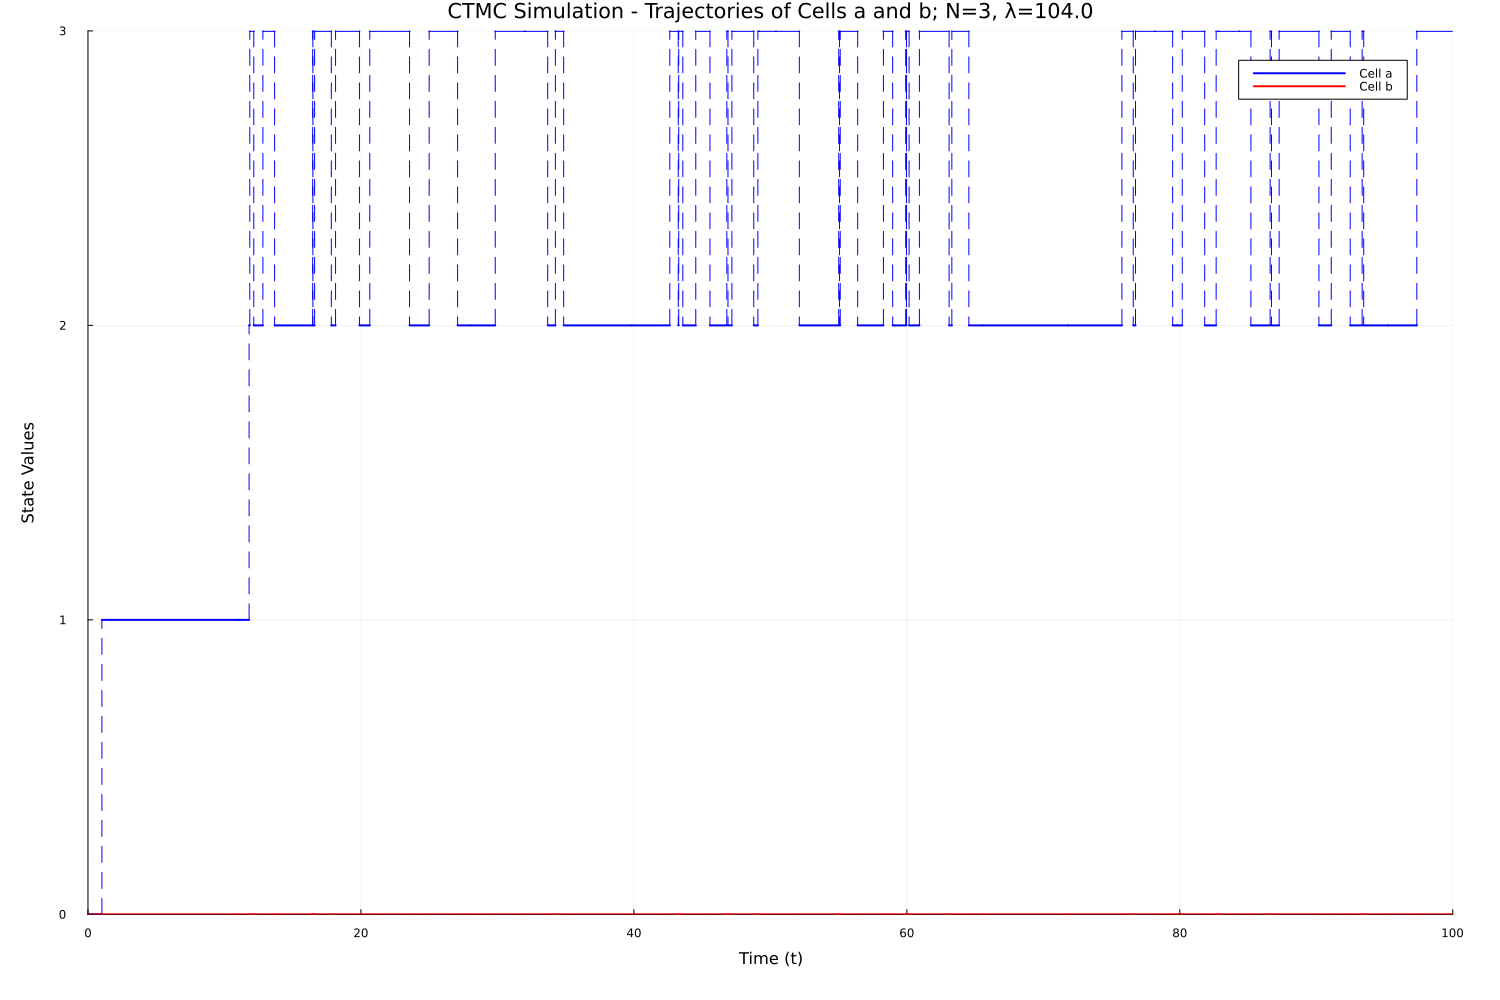 CTMC Simulation - Trajectories of Cells a and b; N=3, λ=104.0
3
Cell a
Cell b
2
State Values
1
0
0 20 40 60 80 100
Time (t)